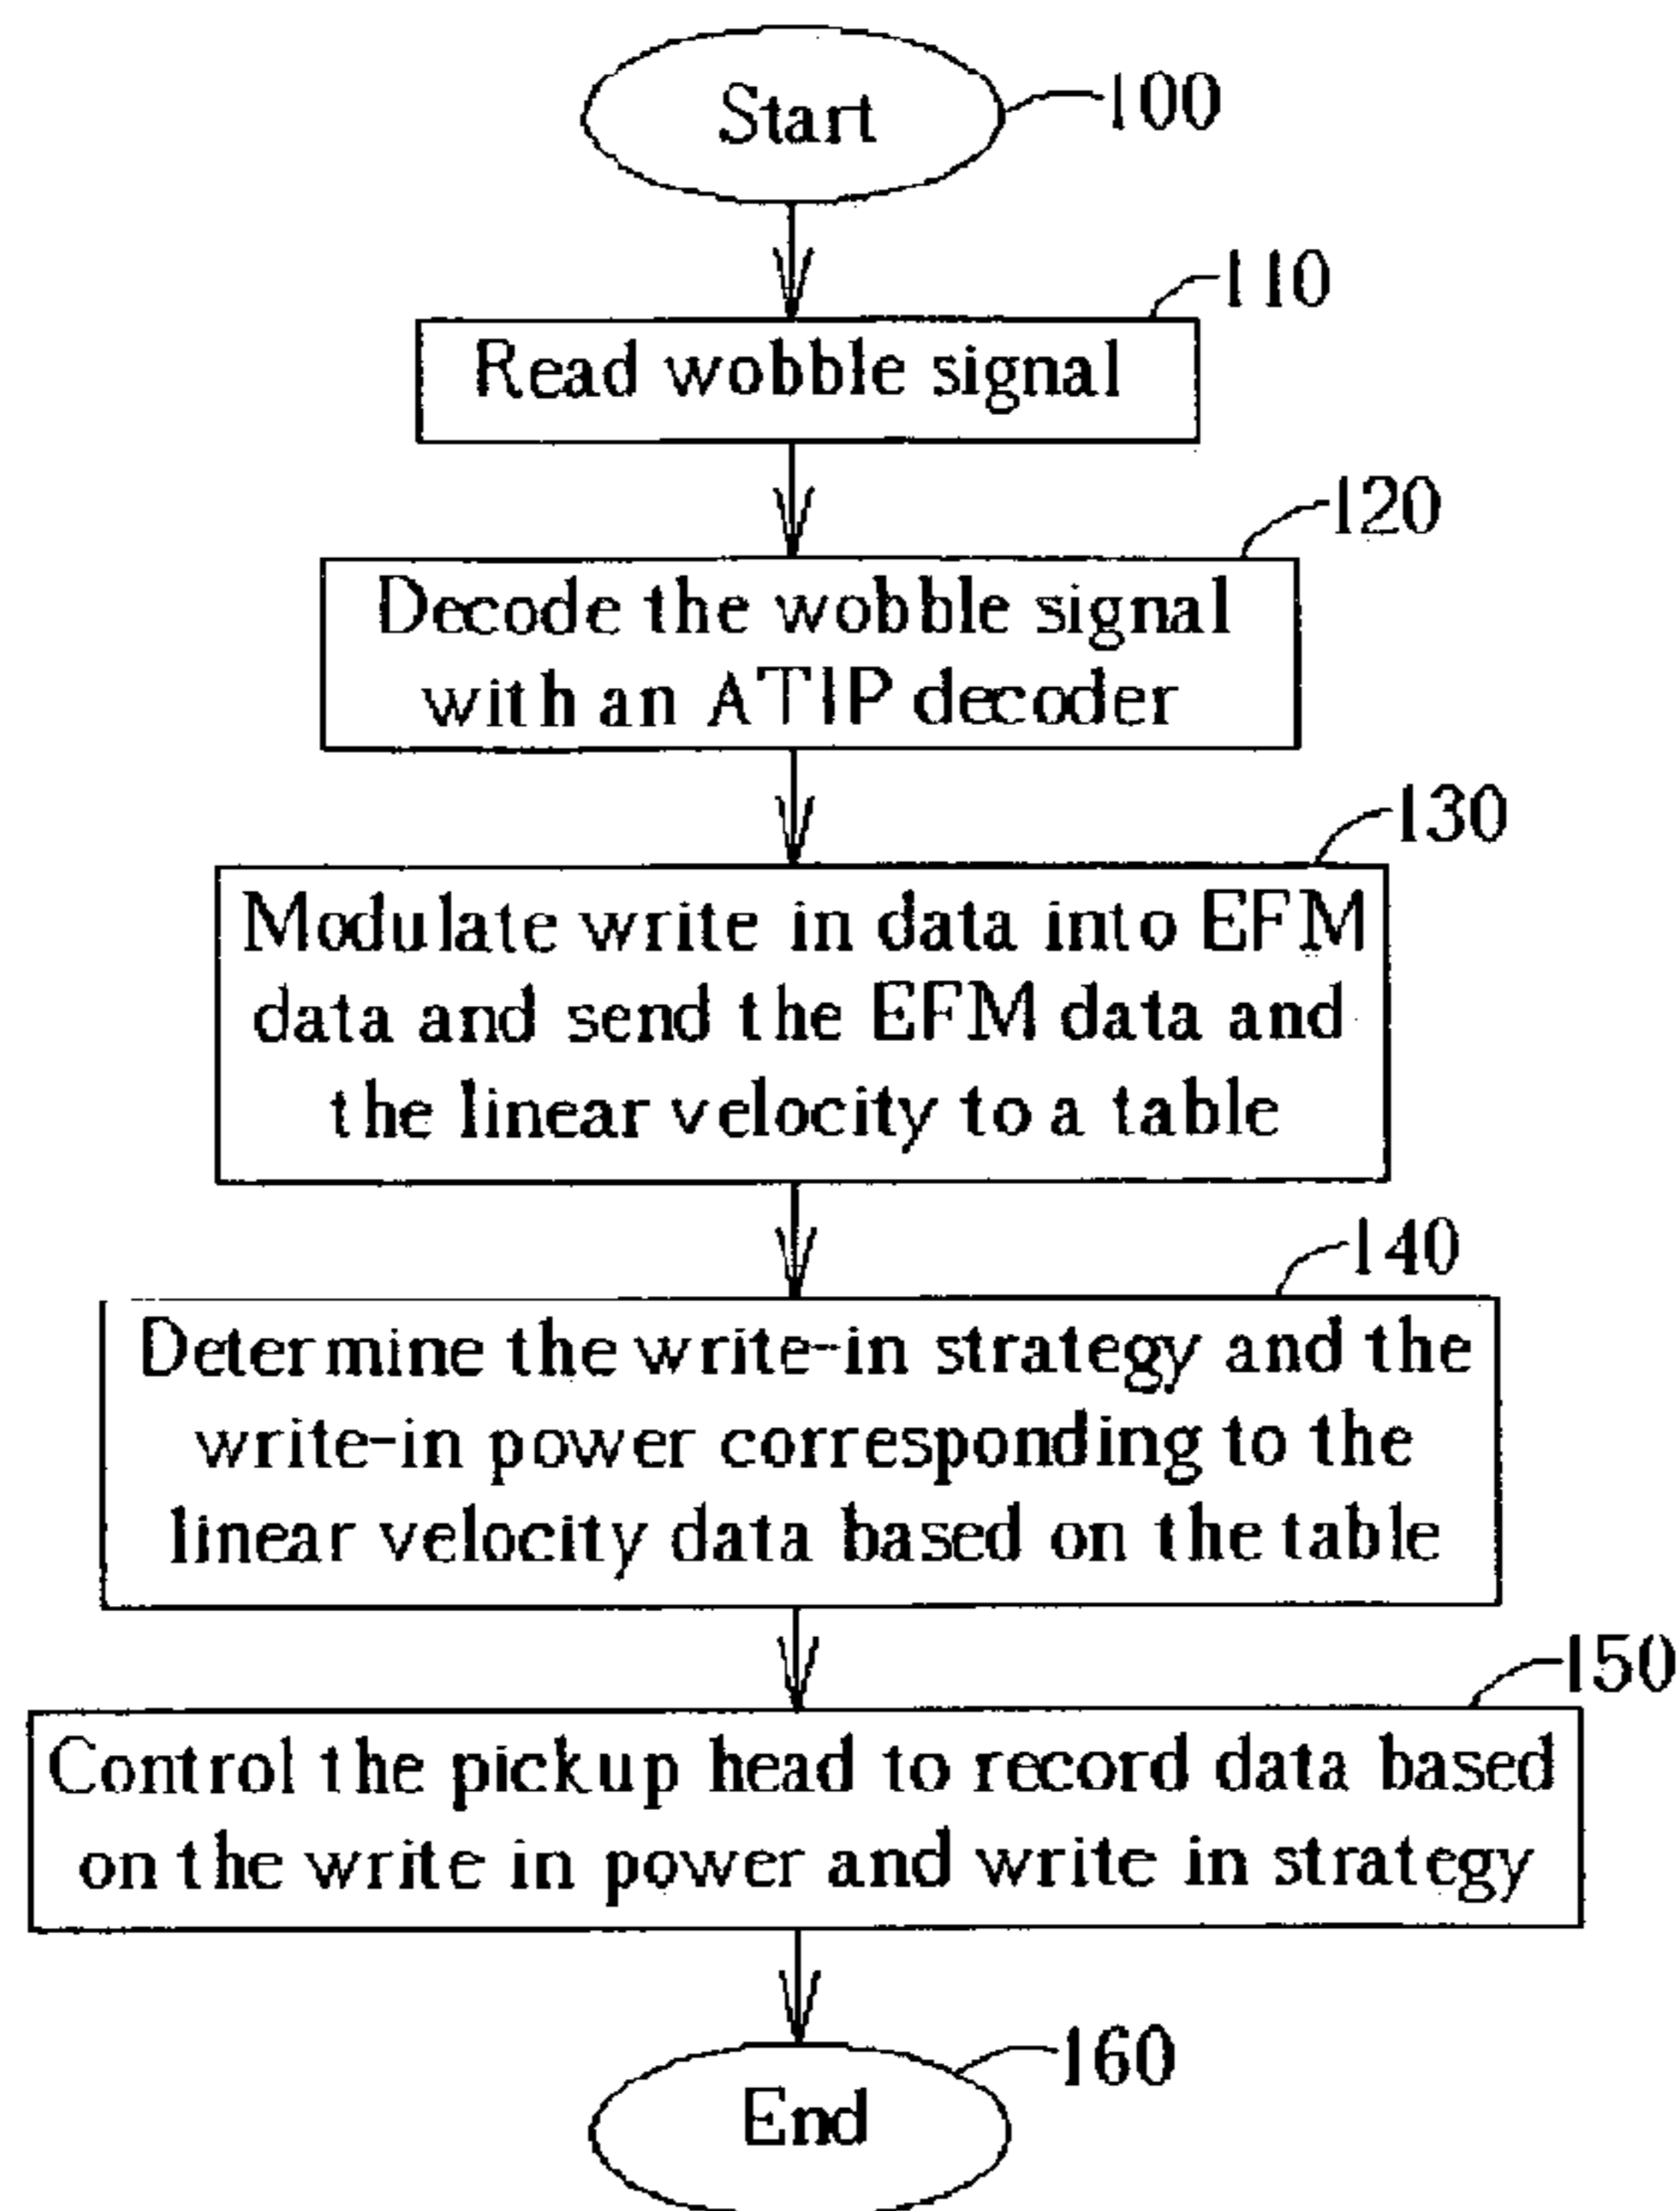 Start
100
110
Read wobble signal
120
Decode the wobble signal
with an ATIP decoder
130
Modulate write in data into EFM
data and send the EFM data and
the linear velocity to a table
140
Determine the write-in strategy and the
write-in power corresponding to the
linear velocity data based on the table
150
Control the pickup head to record data based
on the write in power and write in strategy
160
End